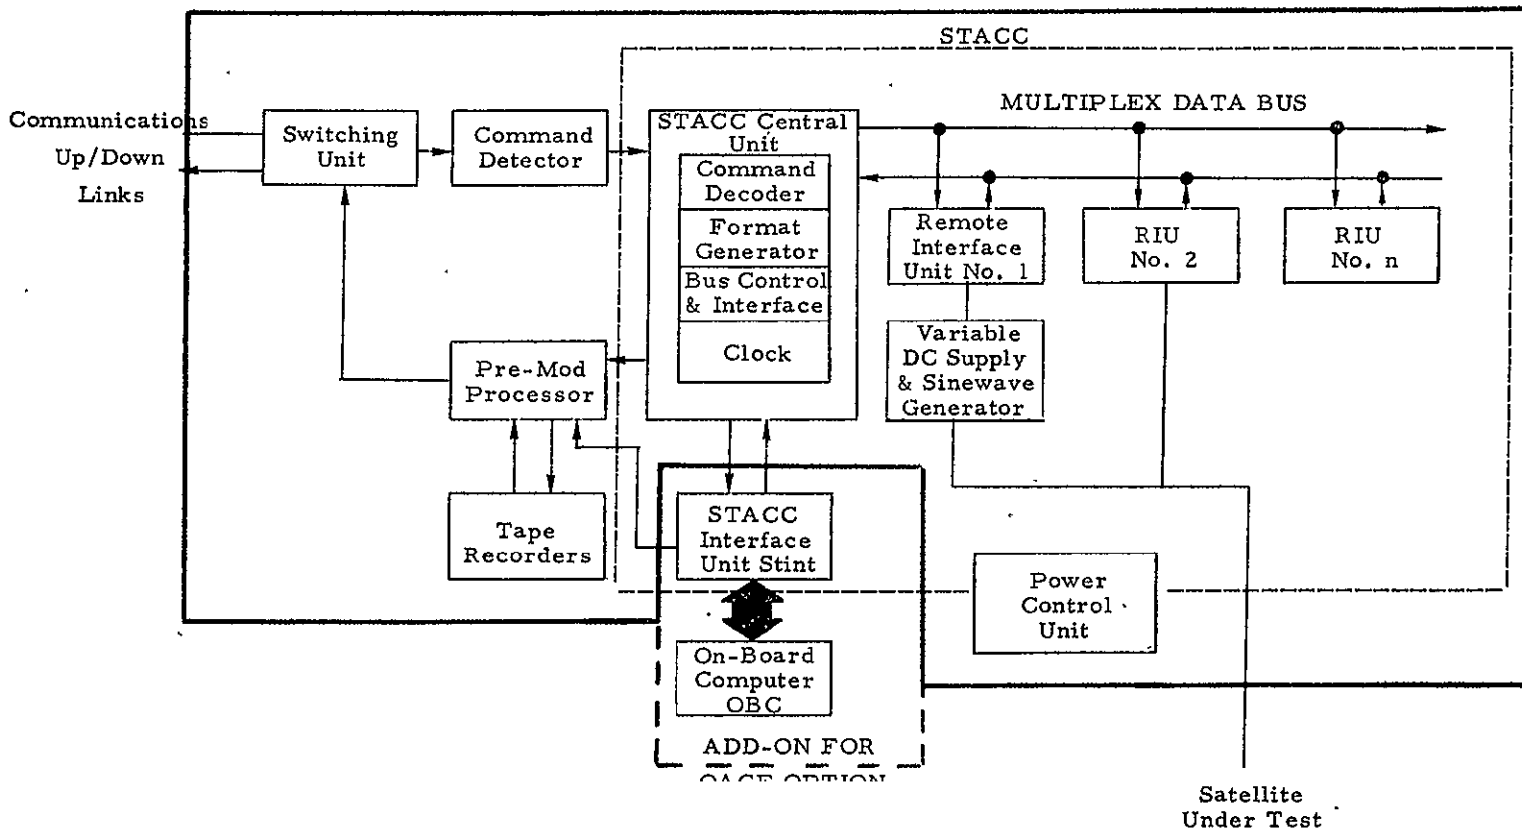 STACC
MULTIPLEX DATA BUS
Communications
Up/Down
Links
Switching
Unit
Command
Detector
STACC Central
Unit
Command
Decoder
Format
Generator
Bus Control
& Interface
Clock
Remote
Interface
Unit No. 1
RIU
No. 2
RIU
No. n
Variable
DC Supply
& Sinewave
Generator
Pre-Mod
Processor
Tape
Recorders
STACC
Interface
Unit Stint
Power
Control
Unit
On-Board
Computer
OBC
ADD-ON FOR
OPTION
Satellite
Under Test